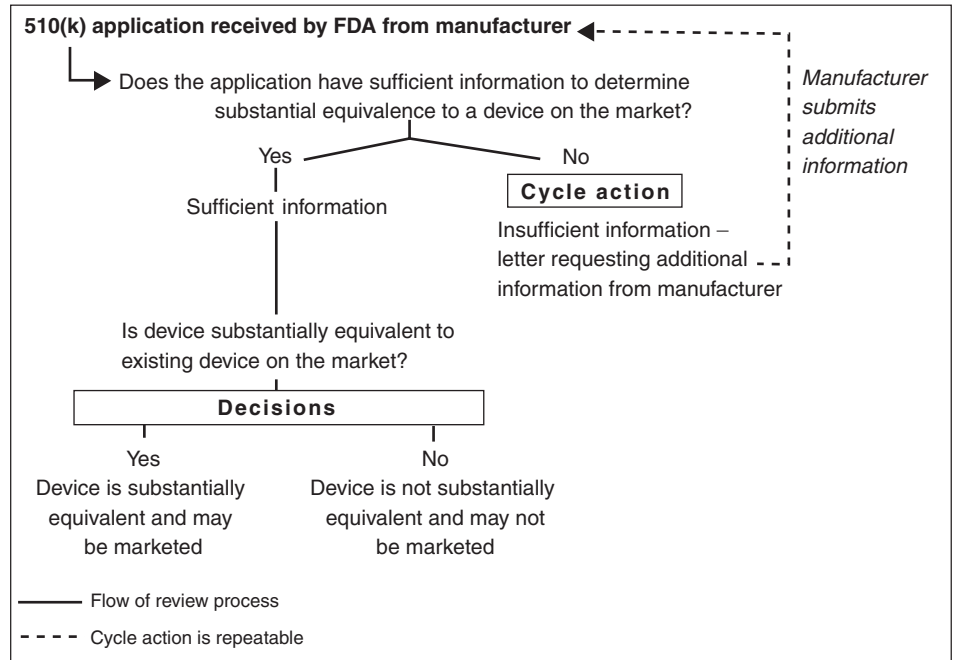 510(k) application received by FDA from manufacturer
Does the application have sufficient information to determine
substantial equivalence to a device on the market?
Manufacturer
submits
additional
information
Yes
No
Sufficient information
Cycle action
Insufficient information –
letter requesting additional
information from manufacturer
Is device substantially equivalent to
existing device on the market?
Decisions
Yes
Device is substantially
equivalent and may
be marketed
No
Device is not substantially
equivalent and may not
be marketed
Flow of review process
Cycle action is repeatable